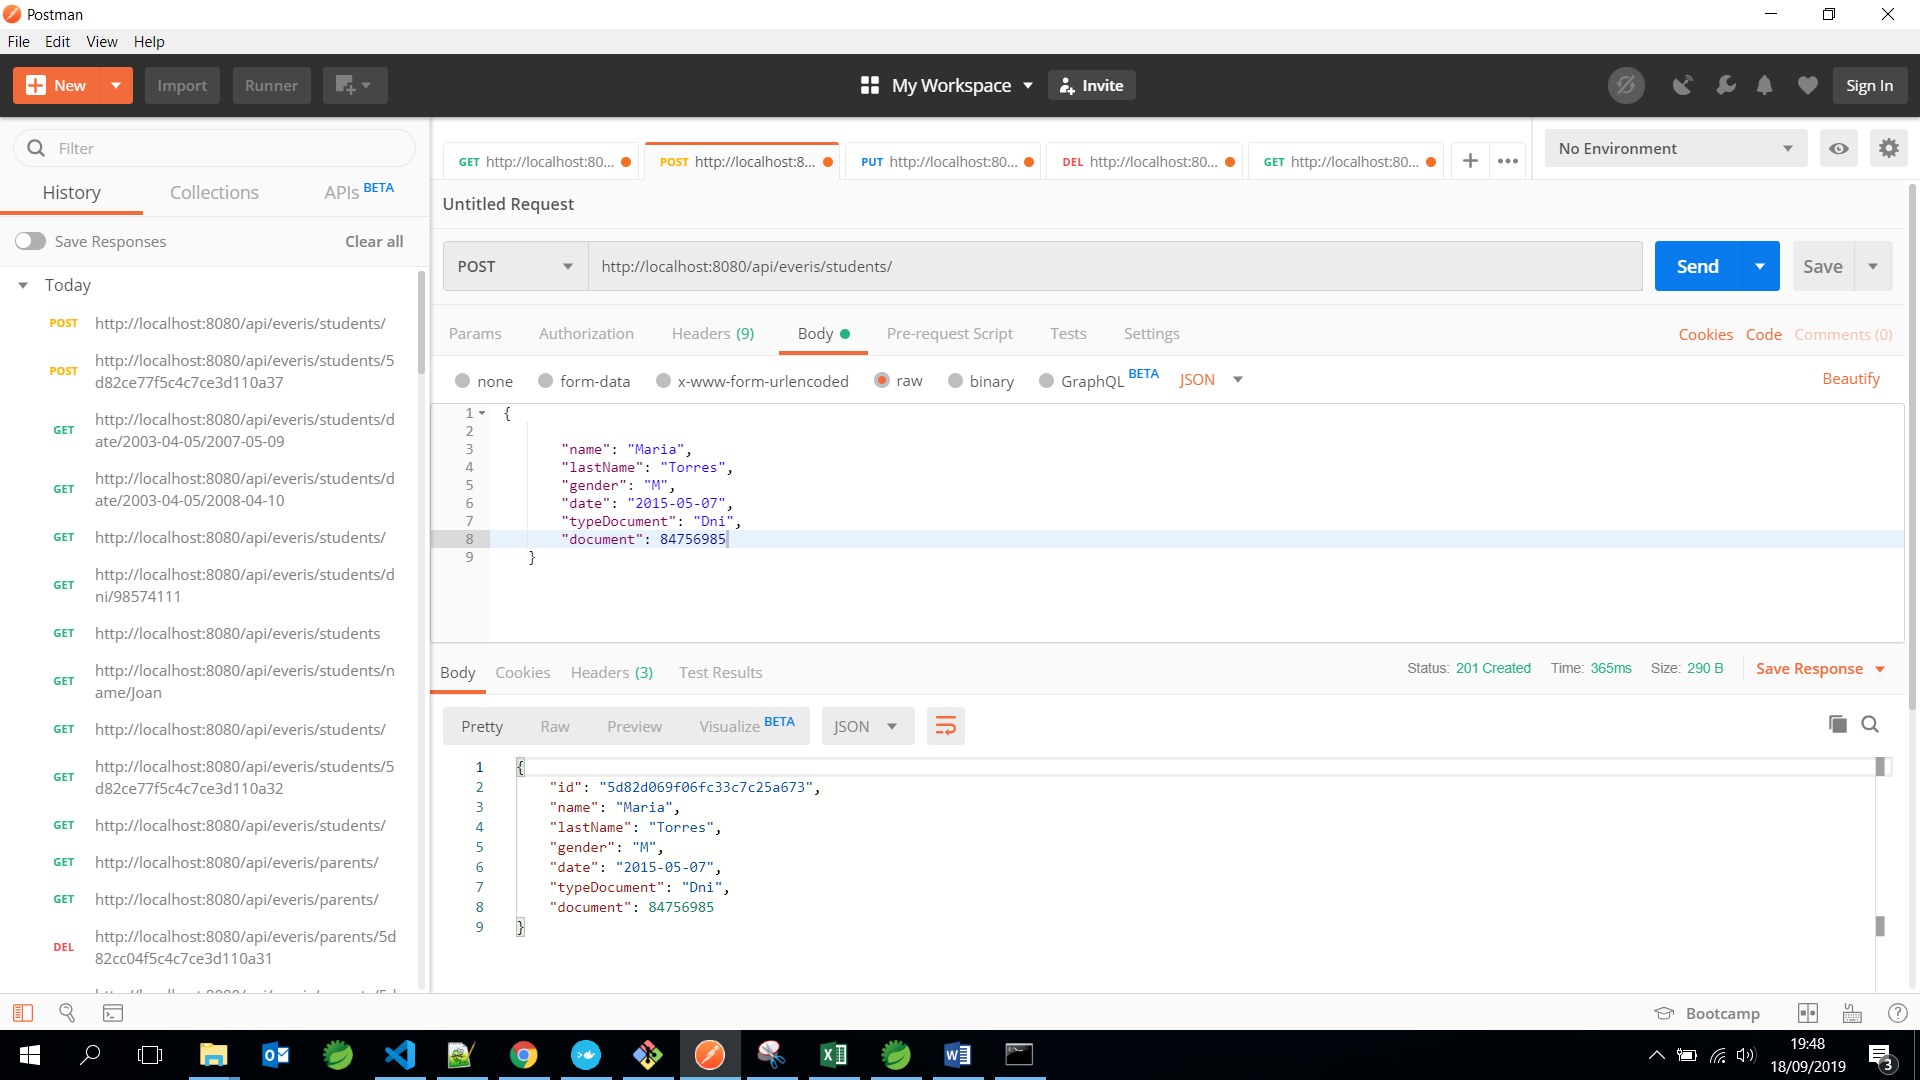 Postman
File Edit View Help
New Import Runner My Workspace Invite Sign In
Filter
History Collections APIs BETA
Save Responses Clear all
Today
POST http://localhost:8080/api/everis/students/
POST http://localhost:8080/api/everis/students/5
d82ce77f5c4c7ce3d110a37
GET http://localhost:8080/api/everis/students/d
ate/2003-04-05/2007-05-09
GET http://localhost:8080/api/everis/students/d
ate/2003-04-05/2008-04-10
GET http://localhost:8080/api/everis/students/
GET http://localhost:8080/api/everis/students/d
ni/98574111
GET http://localhost:8080/api/everis/students
GET http://localhost:8080/api/everis/students/n
ame/Joan
GET http://localhost:8080/api/everis/students/
GET http://localhost:8080/api/everis/students/5
d82ce77f5c4c7ce3d110a32
GET http://localhost:8080/api/everis/students/
GET http://localhost:8080/api/everis/parents/
GET http://localhost:8080/api/everis/parents/
DEL http://localhost:8080/api/everis/parents/5d
82cc04f5c4c7ce3d110a31
GET http://localhost:80... POST http://localhost:8... PUT http://localhost:80... DEL http://localhost:80... GET http://localhost:80... No Environment
Untitled Request
POST http://localhost:8080/api/everis/students/ Send Save
Params Authorization Headers (9) Body Pre-request Script Tests Settings Cookies Code Comments (0)
none form-data x-www-form-urlencoded raw binary GraphQL BETA JSON Beautify
1 {
2
3 "name": "Maria",
4 "lastName": "Torres",
5 "gender": "M",
6 "date": "2015-05-07",
7 "typeDocument": "Dni",
8 "document": 84756985
9 }
Body Cookies Headers (3) Test Results Status: 201 Created Time: 365ms Size: 290 B Save Response
Pretty Raw Preview Visualize BETA JSON
1 {
2 "id": "5d82d069f06fc33c7c25a673",
3 "name": "Maria",
4 "lastName": "Torres",
5 "gender": "M",
6 "date": "2015-05-07",
7 "typeDocument": "Dni",
8 "document": 84756985
9 }
Bootcamp
19:48
18/09/2019
3